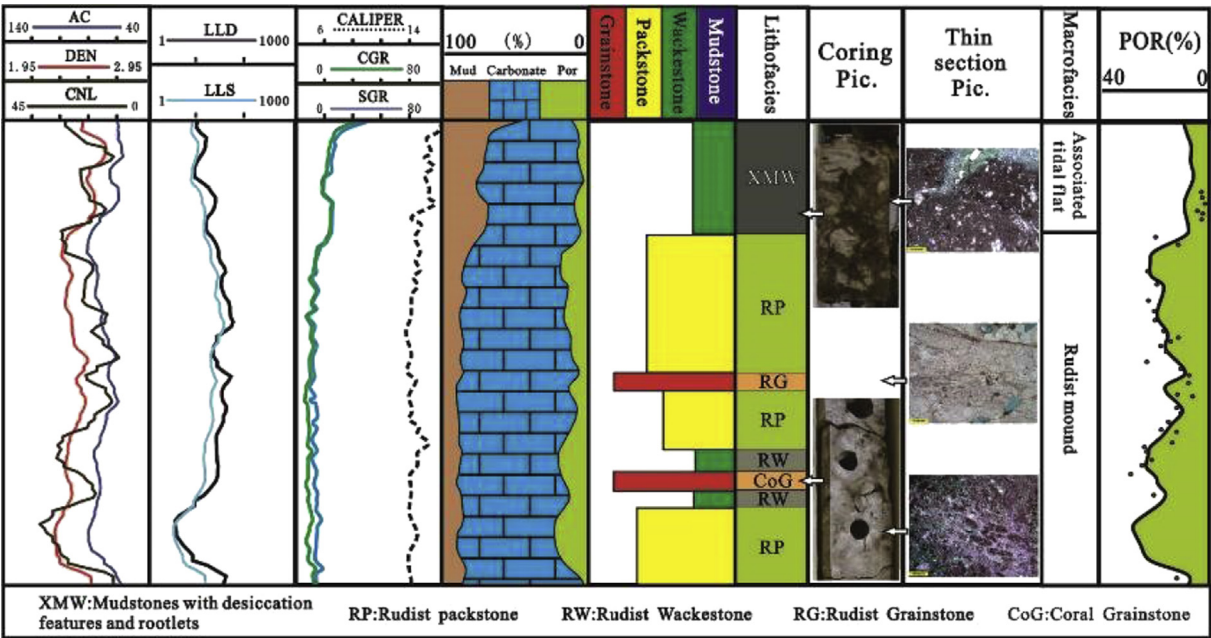 AC
140 40
DEN
1.95 2.95
CNL
45 0
LLD
1 1000
LLS
1 1000
CALIPER
6 14
CGR
0 80
SGR
0 80
100 (%) 0
Mud Carbonate Por
Grainstone
Packstone
Wackestone
Mudstone
Lithofacies
Coring
Pic.
Thin
section
Pic.
Macrofacies
POR(%)
40 0
XMW
RP
RG
RP
RW
CoG
RW
RP
Associated
tidal flat
Rudist mound
XMW:Mudstones with desiccation
features and rootlets
RP:Rudist packstone
RW:Rudist Wackestone
RG:Rudist Grainstone
CoG:Coral Grainstone